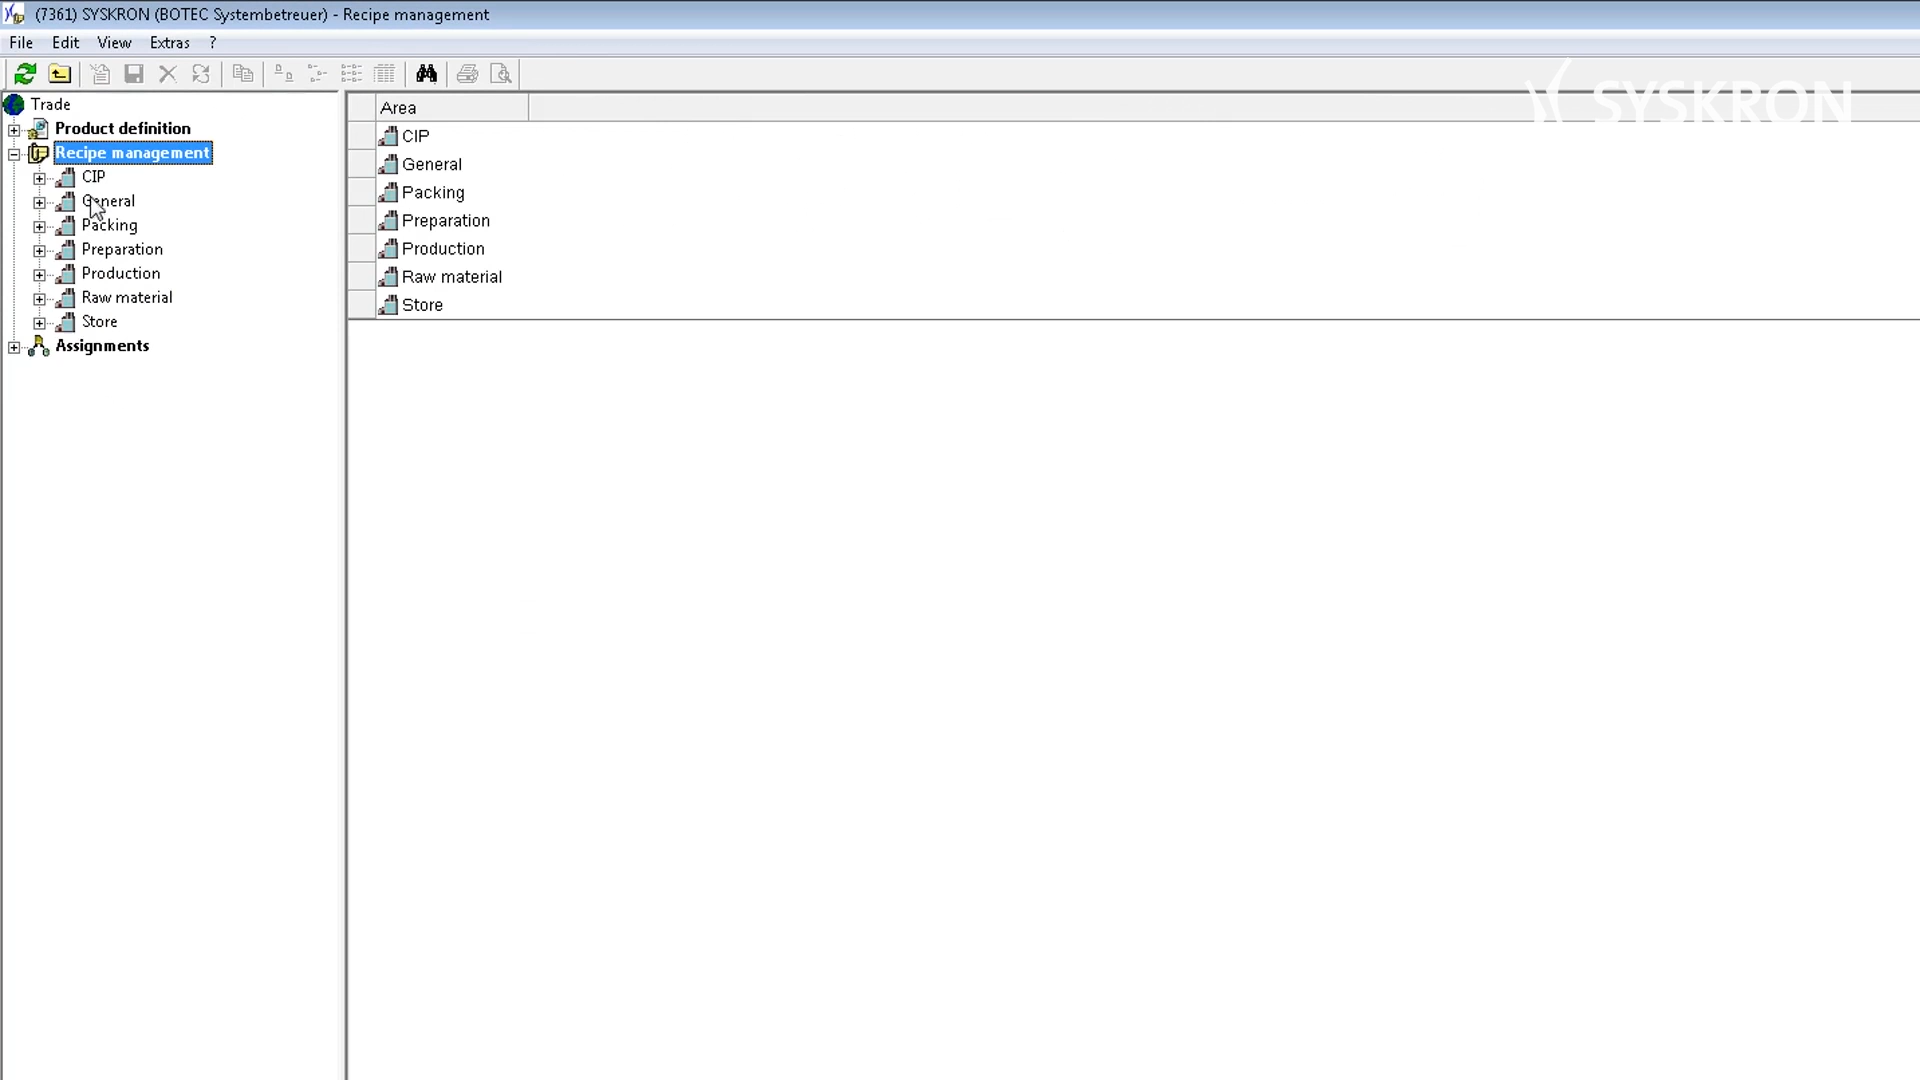 (7361) SYSKRON (BOTEC Systembetreuer) - Recipe management
File Edit View Extras ?
SYSKRON
Trade
Product definition
Recipe management
CIP
General
Packing
Preparation
Production
Raw material
Store
Assignments
Area
CIP
General
Packing
Preparation
Production
Raw material
Store